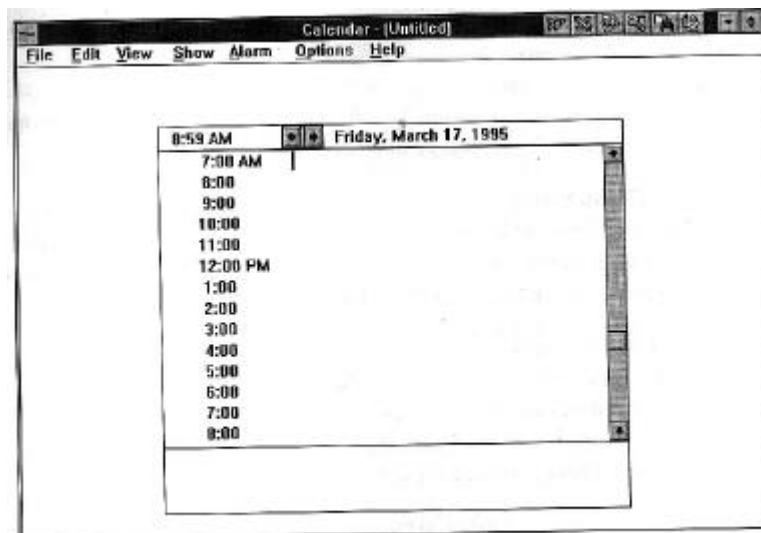 Calendar - (Untitled)
File Edit View Show Alarm Options Help
8:59 AM Friday, March 17, 1995
7:00 AM
8:00
9:00
10:00
11:00
12:00 PM
1:00
2:00
3:00
4:00
5:00
6:00
7:00
8:00